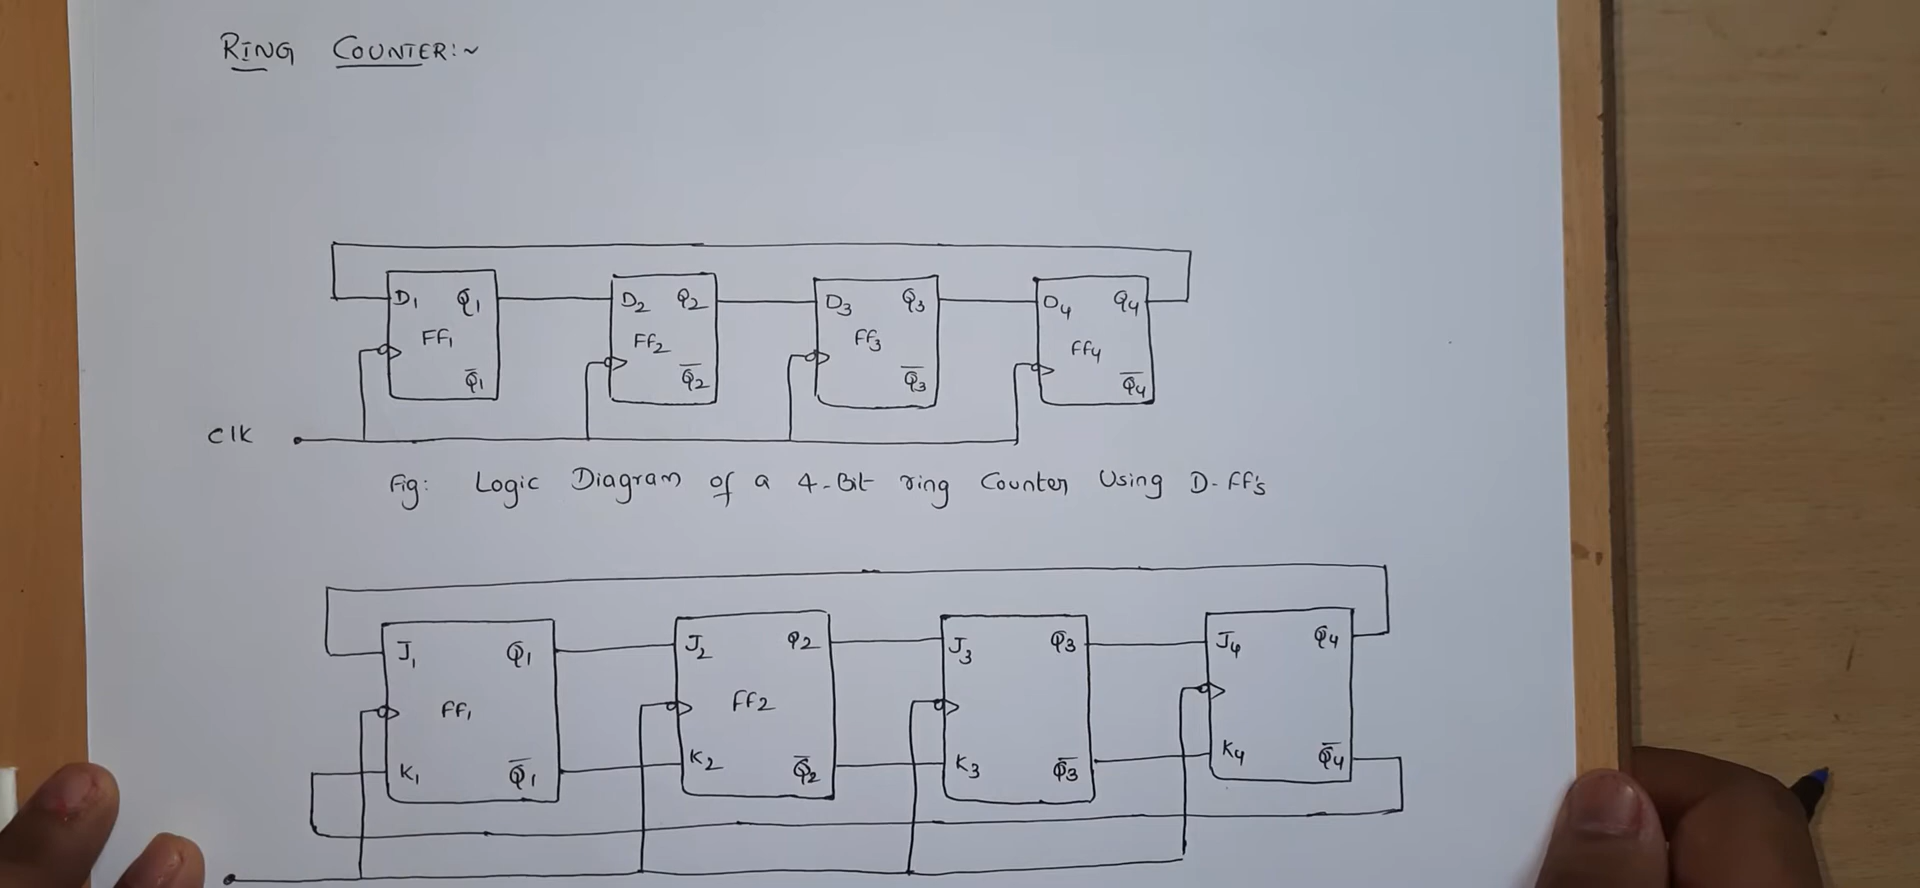 RING COUNTER:~
D1 Q1 D2 Q2 D3 Q3 D4 Q4
FF1 FF2 FF3 FF4
Q̅1 Q̅2 Q̅3 Q̅4
Clk
Fig: Logic Diagram of a 4-Bit ring Counter Using D-FF's
J1 Q1 J2 Q2 J3 Q3 J4 Q4
FF1 FF2
K1 Q̅1 K2 Q̅2 K3 Q̅3 K4 Q̅4